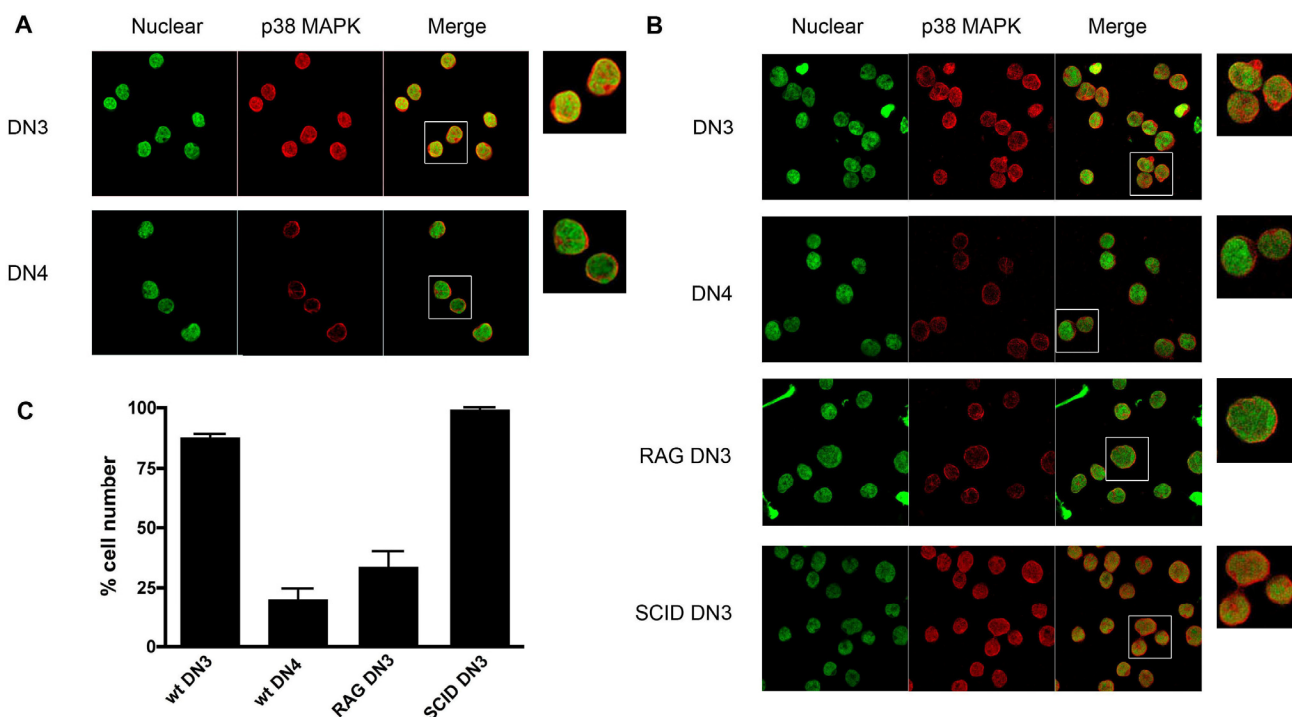 A
Nuclear p38 MAPK Merge
DN3
DN4
B
Nuclear p38 MAPK Merge
DN3
DN4
RAG DN3
SCID DN3
C
% cell number
100
75
50
25
0
wt DN3 wt DN4 RAG DN3 SCID DN3